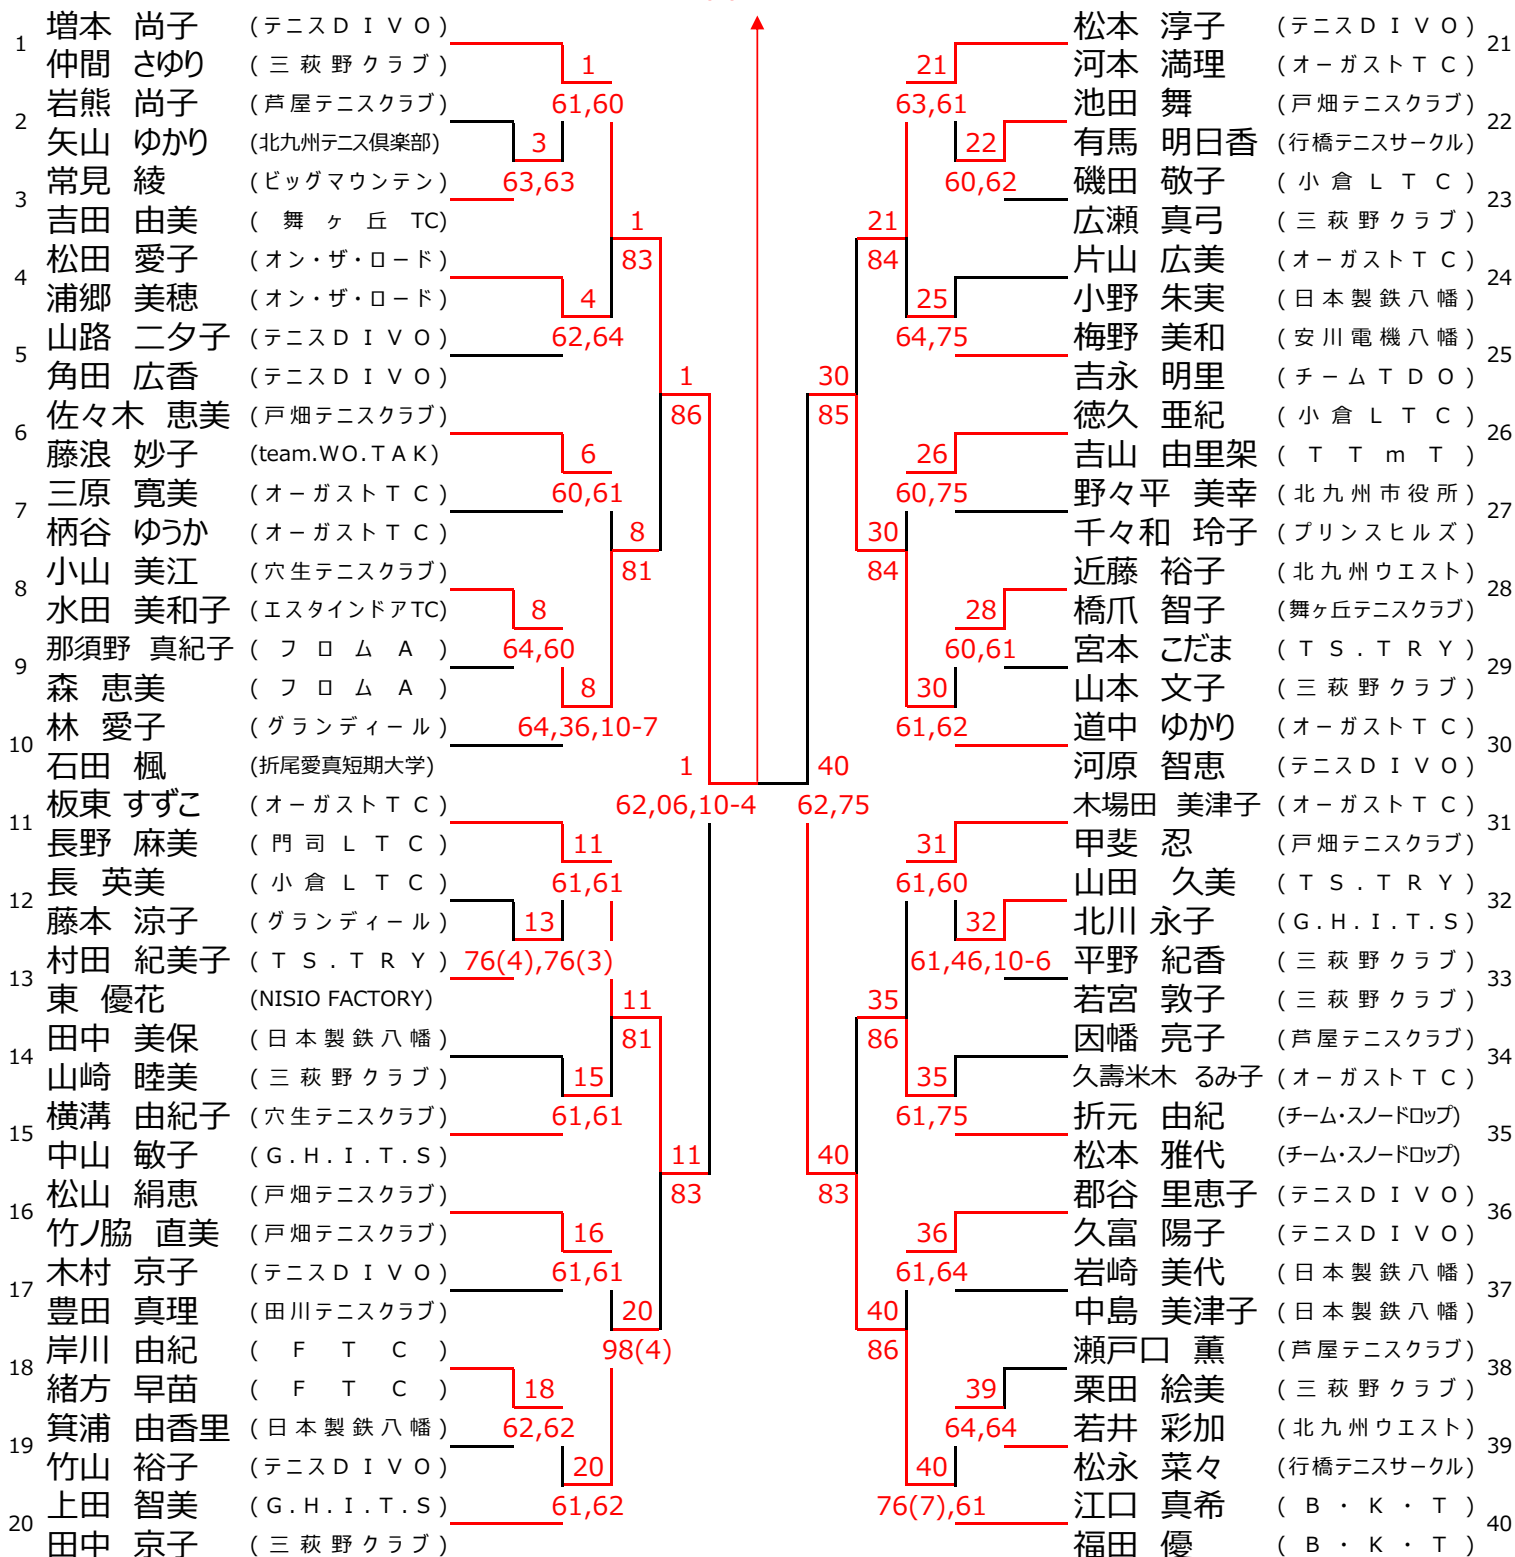 増本 尚子 (テニスＤＩＶＯ)
1
仲間 さゆり (三萩野クラブ)
岩熊 尚子 (芦屋テニスクラブ)
2
矢山 ゆかり (北九州テニス倶楽部)
常見 綾 (ビッグマウンテン)
3
吉田 由美 (舞ヶ丘 TC)
松田 愛子 (オン・ザ・ロード)
4
浦郷 美穂 (オン・ザ・ロード)
山路 二夕子 (テニスＤＩＶＯ)
5
角田 広香 (テニスＤＩＶＯ)
佐々木 恵美 (戸畑テニスクラブ)
6
藤浪 妙子 (team.WO.TAK)
三原 寛美 (オーガストＴＣ)
7
柄谷 ゆうか (オーガストＴＣ)
小山 美江 (穴生テニスクラブ)
8
水田 美和子 (エスタインドアTC)
那須野 真紀子 (フロムＡ)
9
森 恵美 (フロムＡ)
林 愛子 (グランディール)
10
石田 楓 (折尾愛真短期大学)
板東 すずこ (オーガストＴＣ)
11
長野 麻美 (門司ＬＴＣ)
長 英美 (小倉ＬＴＣ)
12
藤本 涼子 (グランディール)
村田 紀美子 (ＴＳ.ＴＲＹ)
13
東 優花 (NISIO FACTORY)
田中 美保 (日本製鉄八幡)
14
山崎 睦美 (三萩野クラブ)
横溝 由紀子 (穴生テニスクラブ)
15
中山 敏子 (G.H.I.T.S)
松山 絹恵 (戸畑テニスクラブ)
16
竹ノ脇 直美 (戸畑テニスクラブ)
木村 京子 (テニスＤＩＶＯ)
17
豊田 真理 (田川テニスクラブ)
岸川 由紀 (ＦＴＣ)
18
緒方 早苗 (ＦＴＣ)
箕浦 由香里 (日本製鉄八幡)
19
竹山 裕子 (テニスＤＩＶＯ)
上田 智美 (G.H.I.T.S)
20
田中 京子 (三萩野クラブ)
1
61,60
3
63,63
1
83
4
62,64
1
86
6
60,61
8
81
8
64,60
8
64,36,10-7
1
62,06,10-4
11
61,61
13
76(4),76(3)
11
81
15
61,61
11
83
16
61,61
20
98(4)
18
62,62
20
61,62
21
63,61
22
60,62
21
84
25
64,75
30
85
26
60,75
30
84
28
60,61
30
61,62
40
62,75
31
61,60
32
61,46,10-6
35
86
35
61,75
40
83
36
61,64
40
86
39
64,64
40
76(7),61
松本 淳子 (テニスＤＩＶＯ)
21
河本 満理 (オーガストＴＣ)
池田 舞 (戸畑テニスクラブ)
22
有馬 明日香 (行橋テニスサークル)
磯田 敬子 (小倉ＬＴＣ)
23
広瀬 真弓 (三萩野クラブ)
片山 広美 (オーガストＴＣ)
24
小野 朱実 (日本製鉄八幡)
梅野 美和 (安川電機八幡)
25
吉永 明里 (チームＴＤＯ)
徳久 亜紀 (小倉ＬＴＣ)
26
吉山 由里架 (ＴＴｍＴ)
野々平 美幸 (北九州市役所)
27
千々和 玲子 (プリンスヒルズ)
近藤 裕子 (北九州ウエスト)
28
橋爪 智子 (舞ヶ丘テニスクラブ)
宮本 こだま (ＴＳ.ＴＲＹ)
29
山本 文子 (三萩野クラブ)
道中 ゆかり (オーガストＴＣ)
30
河原 智恵 (テニスＤＩＶＯ)
木場田 美津子 (オーガストＴＣ)
31
甲斐 忍 (戸畑テニスクラブ)
山田 久美 (ＴＳ.ＴＲＹ)
32
北川 永子 (G.H.I.T.S)
平野 紀香 (三萩野クラブ)
33
若宮 敦子 (三萩野クラブ)
因幡 亮子 (芦屋テニスクラブ)
34
久壽米木 るみ子 (オーガストＴＣ)
折元 由紀 (チーム・スノードロップ)
35
松本 雅代 (チーム・スノードロップ)
郡谷 里恵子 (テニスＤＩＶＯ)
36
久富 陽子 (テニスＤＩＶＯ)
岩崎 美代 (日本製鉄八幡)
37
中島 美津子 (日本製鉄八幡)
瀬戸口 薫 (芦屋テニスクラブ)
38
栗田 絵美 (三萩野クラブ)
若井 彩加 (北九州ウエスト)
39
松永 菜々 (行橋テニスサークル)
江口 真希 (Ｂ・Ｋ・Ｔ)
40
福田 優 (Ｂ・Ｋ・Ｔ)